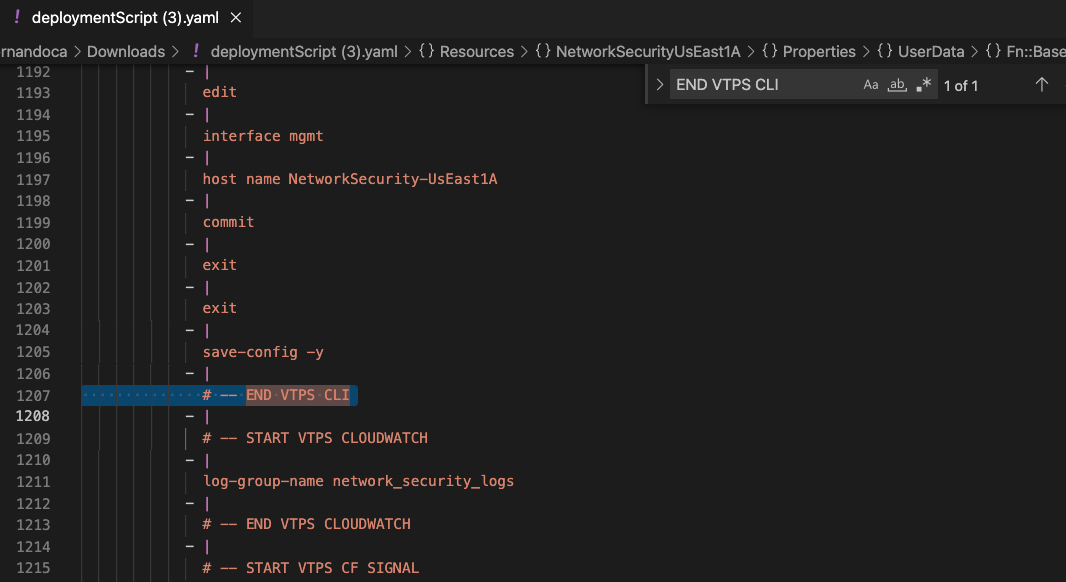 ! deploymentScript (3).yaml ×
rnandoca > Downloads > ! deploymentScript (3).yaml > {} Resources > {} NetworkSecurityUsEast1A > {} Properties > {} UserData > {} Fn::Base
> END VTPS CLI Aa ab .* 1 of 1 ↑
1192 - |
1193 edit
1194 - |
1195 interface mgmt
1196 - |
1197 host name NetworkSecurity-UsEast1A
1198 - |
1199 commit
1200 - |
1201 exit
1202 - |
1203 exit
1204 - |
1205 save-config -y
1206 - |
1207 # -- END VTPS CLI
1208 - |
1209 # -- START VTPS CLOUDWATCH
1210 - |
1211 log-group-name network_security_logs
1212 - |
1213 # -- END VTPS CLOUDWATCH
1214 - |
1215 # -- START VTPS CF SIGNAL